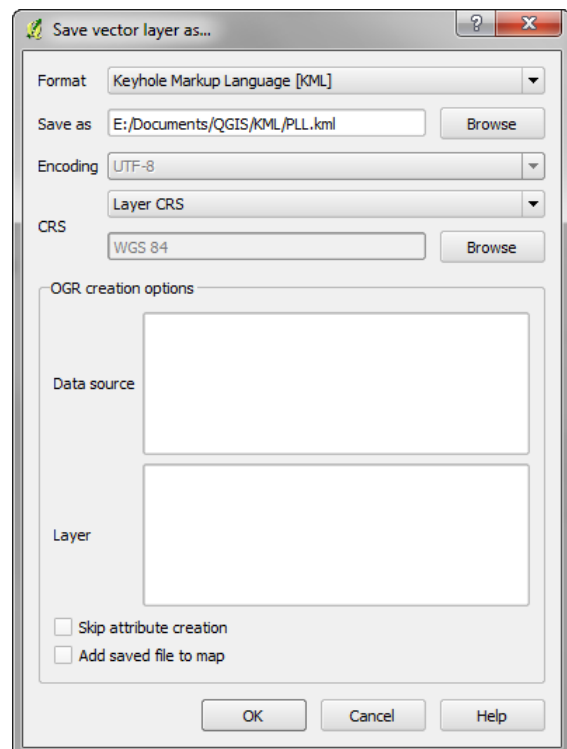 Save vector layer as...
Format Keyhole Markup Language [KML]
Save as E:/Documents/QGIS/KML/PLL.kml Browse
Encoding UTF-8
Layer CRS
CRS
WGS 84 Browse
OGR creation options
Data source
Layer
Skip attribute creation
Add saved file to map
OK Cancel Help